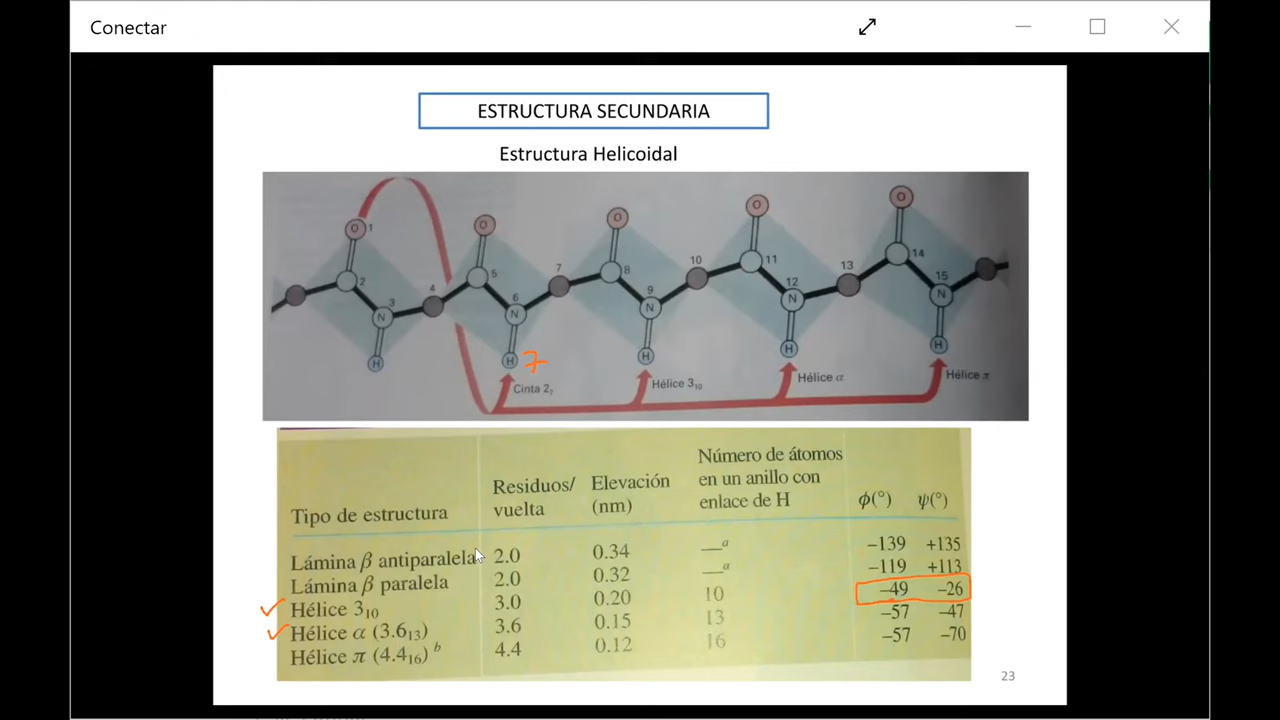 Conectar
ESTRUCTURA SECUNDARIA
Estructura Helicoidal
O O O O O
1 2 3 4 5 6 7 8 9 10 11 12 13 14 15
N N N N N
H H H H H
7
Cinta 2₇ Hélice 3₁₀ Hélice α Hélice π
Tipo de estructura Residuos/ vuelta Elevación (nm) Número de átomos en un anillo con enlace de H ϕ(°) ψ(°)
Lámina β antiparalela 2.0 0.34 —ᵃ −139 +135
Lámina β paralela 2.0 0.32 —ᵃ −119 +113
Hélice 3₁₀ 3.0 0.20 10 −49 −26
Hélice α (3.6₁₃) 3.6 0.15 13 −57 −47
Hélice π (4.4₁₆) ᵇ 4.4 0.12 16 −57 −70
23